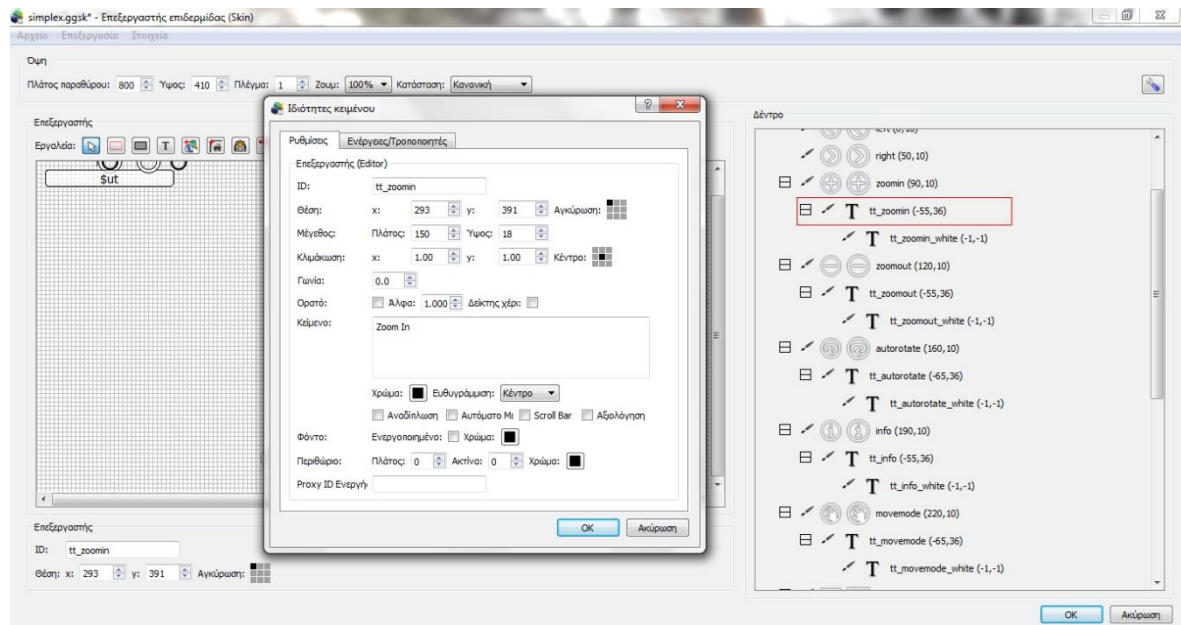 simplex.ggsk* - Επεξεργαστής επιδερμίδας (Skin)
Αρχείο Επεξεργασία Στοιχεία
Όψη
Πλάτος παραθύρου: 800 Ύψος: 410 Πλέγμα: 1 Ζουμ: 100% Κατάσταση: Κανονική
Επεξεργαστής
Εργαλεία:
$ut
Ιδιότητες κειμένου
Ρυθμίσεις Ενέργειες/Τροποποιητές
Επεξεργαστής (Editor)
ID: tt_zoomin
Θέση: x: 293 y: 391 Αγκύρωση:
Μέγεθος: Πλάτος: 150 Ύψος: 18
Κλιμάκωση: x: 1.00 y: 1.00 Κέντρο:
Γωνία: 0.0
Ορατό: Άλφα: 1.000 Δείκτης χέρι:
Κείμενο: Zoom In
Χρώμα: Ευθυγράμμιση: Κέντρο
Αναδίπλωση Αυτόματο Μι Scroll Bar Αξιολόγηση
Φόντο: Ενεργοποιημένο: Χρώμα:
Περιθώριο: Πλάτος: 0 Ακτίνα: 0 Χρώμα:
Proxy ID Ενεργή
OK Ακύρωση
Επεξεργαστής
ID: tt_zoomin
Θέση: x: 293 y: 391 Αγκύρωση:
Δέντρο
left (0,10)
right (50,10)
zoomin (90,10)
T tt_zoomin (-55,36)
T tt_zoomin_white (-1,-1)
zoomout (120,10)
T tt_zoomout (-55,36)
T tt_zoomout_white (-1,-1)
autorotate (160,10)
T tt_autorotate (-65,36)
T tt_autorotate_white (-1,-1)
info (190,10)
T tt_info (-55,36)
T tt_info_white (-1,-1)
movemode (220,10)
T tt_movemode (-65,36)
T tt_movemode_white (-1,-1)
OK Ακύρωση